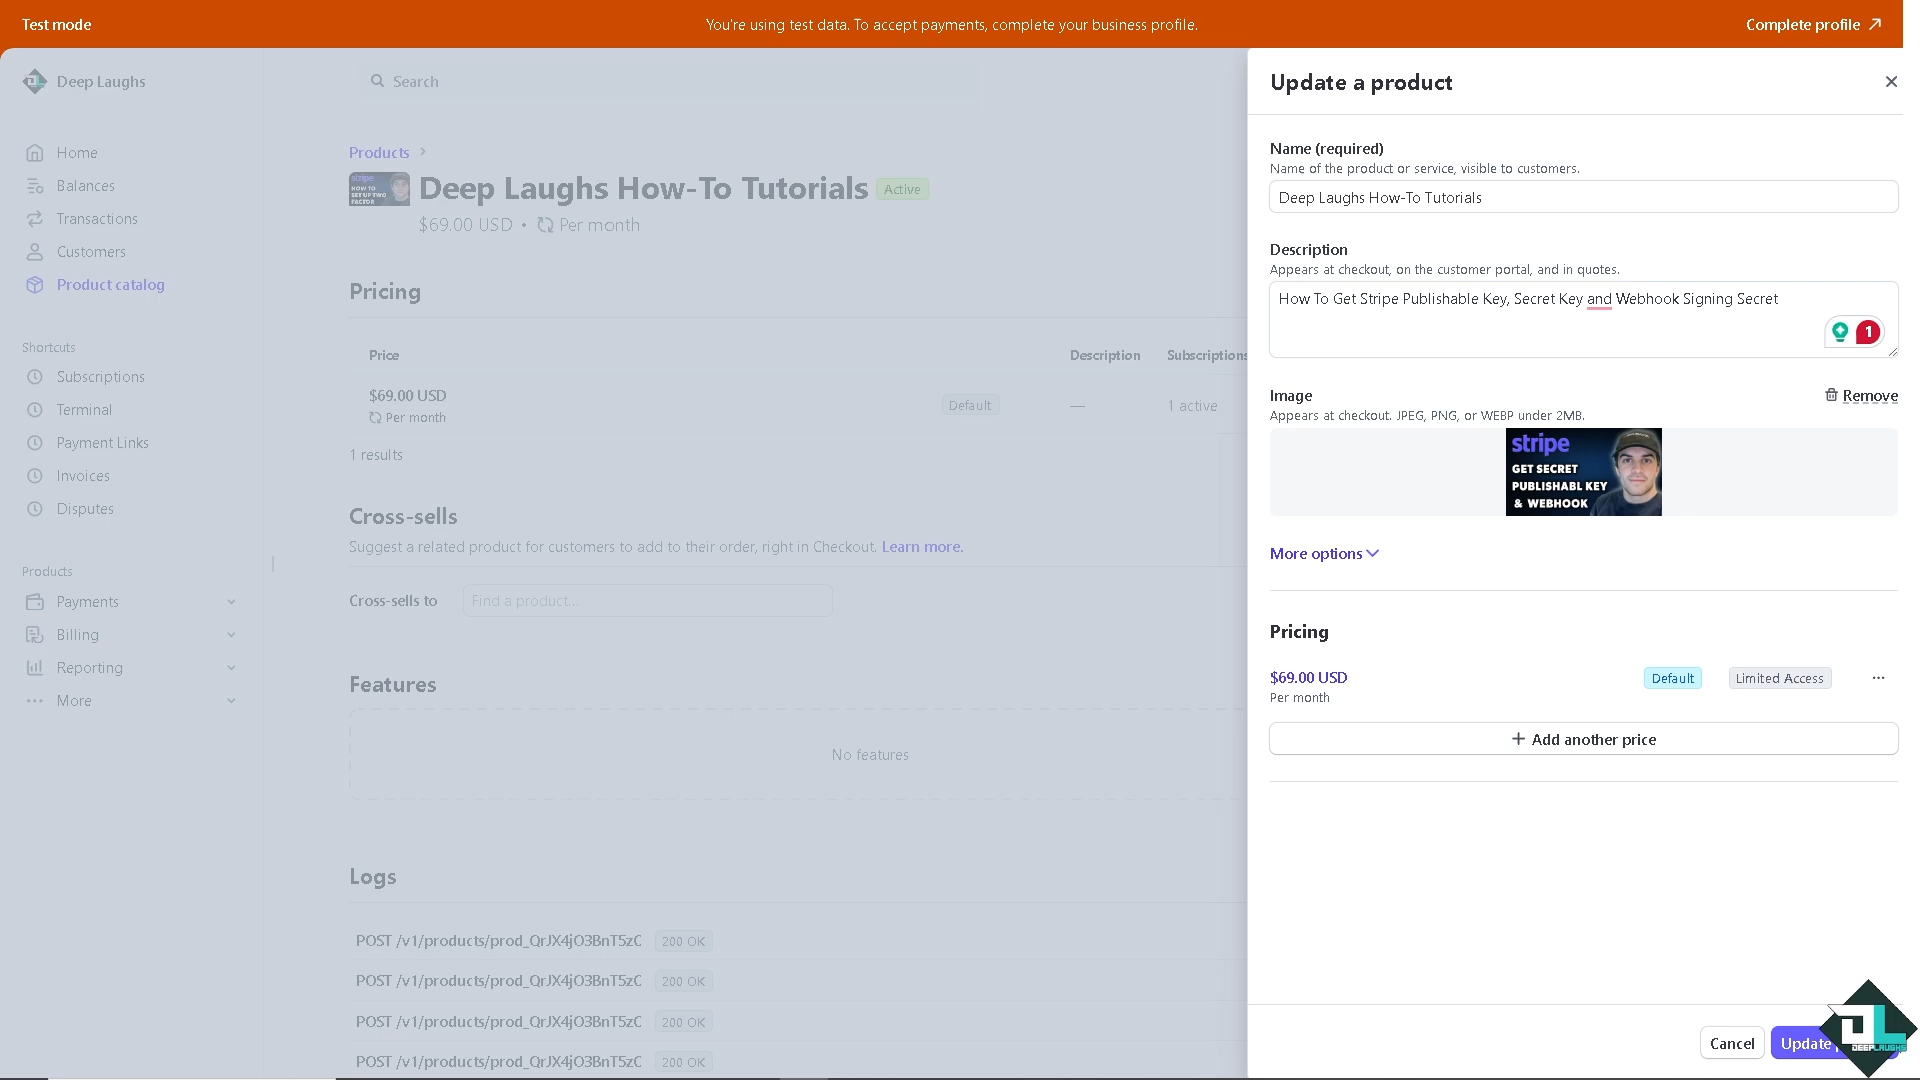 Test mode
You're using test data. To accept payments, complete your business profile.
Complete profile
Deep Laughs
Search
Home
Balances
Transactions
Customers
Product catalog
Shortcuts
Subscriptions
Terminal
Payment Links
Invoices
Disputes
Products
Payments
Billing
Reporting
More
Products
stripe
HOW TO
SET UP TWO
FACTOR
Deep Laughs How-To Tutorials
Active
$69.00 USD • Per month
Pricing
Price
Description
Subscriptions
$69.00 USD
Per month
Default
—
1 active
1 results
Cross-sells
Suggest a related product for customers to add to their order, right in Checkout. Learn more.
Cross-sells to
Find a product...
Features
No features
Logs
POST /v1/products/prod_QrJX4jO3BnT5zC 200 OK
POST /v1/products/prod_QrJX4jO3BnT5zC 200 OK
POST /v1/products/prod_QrJX4jO3BnT5zC 200 OK
POST /v1/products/prod_QrJX4jO3BnT5zC 200 OK
Update a product
Name (required)
Name of the product or service, visible to customers.
Deep Laughs How-To Tutorials
Description
Appears at checkout, on the customer portal, and in quotes.
How To Get Stripe Publishable Key, Secret Key and Webhook Signing Secret
1
Image
Remove
Appears at checkout. JPEG, PNG, or WEBP under 2MB.
stripe
GET SECRET
PUBLISHABL KEY
& WEBHOOK
More options
Pricing
$69.00 USD
Per month
Default
Limited Access
Add another price
Cancel
Update
DEEPLAUGHS